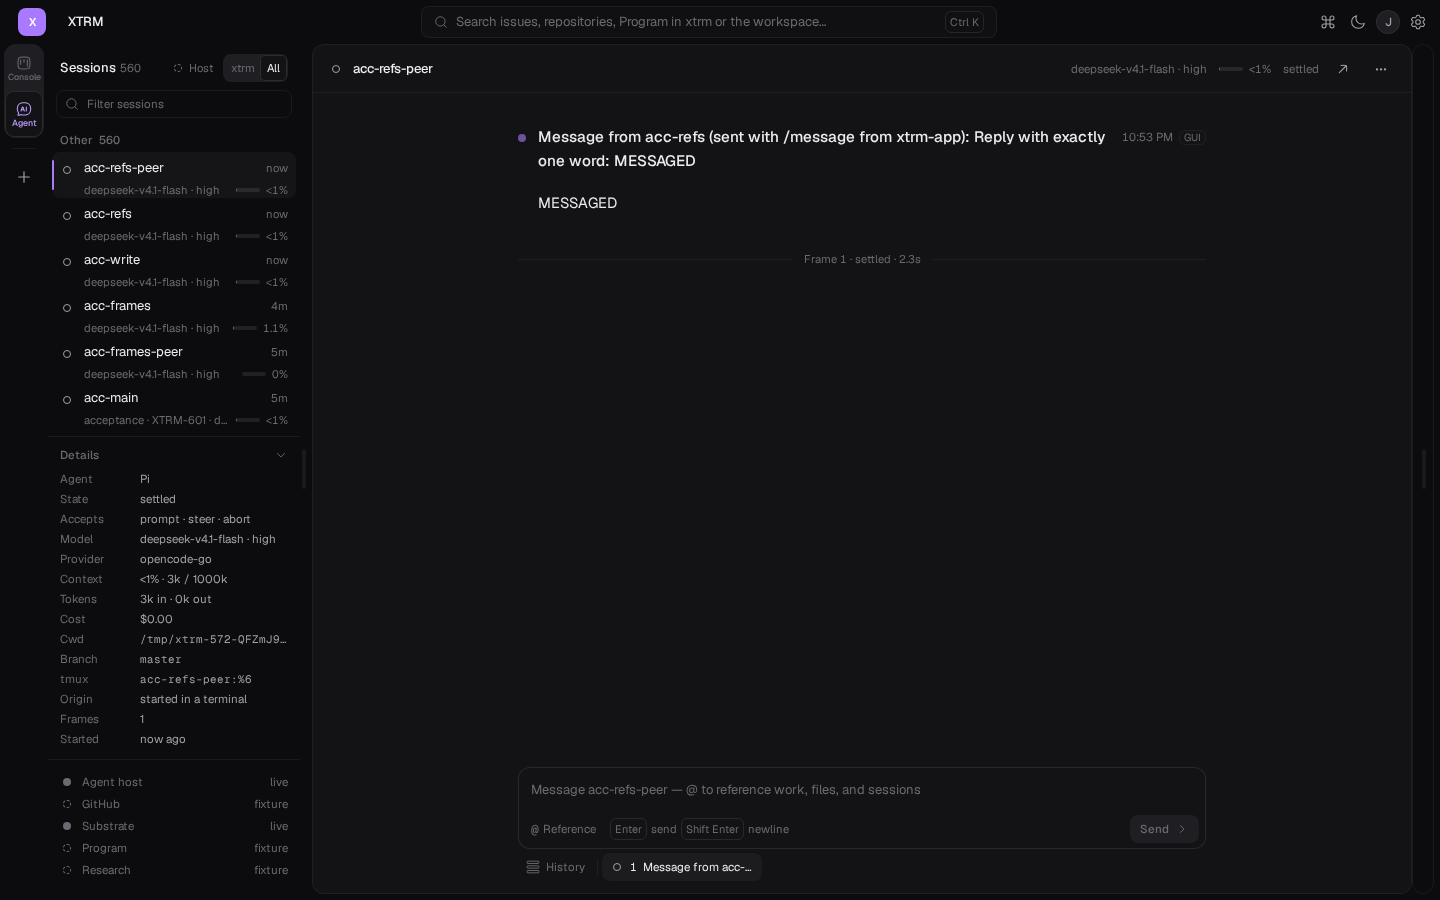 X XTRM
Search issues, repositories, Program in xtrm or the workspace... Ctrl K
J
Console
AI
Agent
Sessions 560 Host xtrm All
Filter sessions
Other 560
acc-refs-peer now
deepseek-v4.1-flash · high <1%
acc-refs now
deepseek-v4.1-flash · high <1%
acc-write now
deepseek-v4.1-flash · high <1%
acc-frames 4m
deepseek-v4.1-flash · high 1.1%
acc-frames-peer 5m
deepseek-v4.1-flash · high 0%
acc-main 5m
acceptance · XTRM-601 · d... <1%
Details
Agent Pi
State settled
Accepts prompt · steer · abort
Model deepseek-v4.1-flash · high
Provider opencode-go
Context <1% · 3k / 1000k
Tokens 3k in · 0k out
Cost $0.00
Cwd /tmp/xtrm-572-QFZmJ9...
Branch master
tmux acc-refs-peer:%6
Origin started in a terminal
Frames 1
Started now ago
Agent host live
GitHub fixture
Substrate live
Program fixture
Research fixture
acc-refs-peer deepseek-v4.1-flash · high <1% settled
Message from acc-refs (sent with /message from xtrm-app): Reply with exactly 10:53 PM GUI
one word: MESSAGED
MESSAGED
Frame 1 · settled · 2.3s
Message acc-refs-peer — @ to reference work, files, and sessions
@ Reference Enter send Shift Enter newline Send
History 1 Message from acc-...